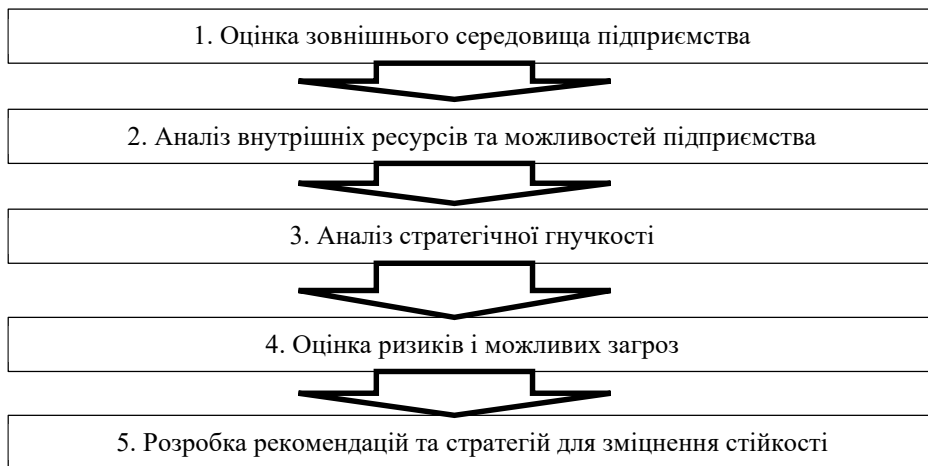 1. Оцінка зовнішнього середовища підприємства
2. Аналіз внутрішніх ресурсів та можливостей підприємства
3. Аналіз стратегічної гнучкості
4. Оцінка ризиків і можливих загроз
5. Розробка рекомендацій та стратегій для зміцнення стійкості